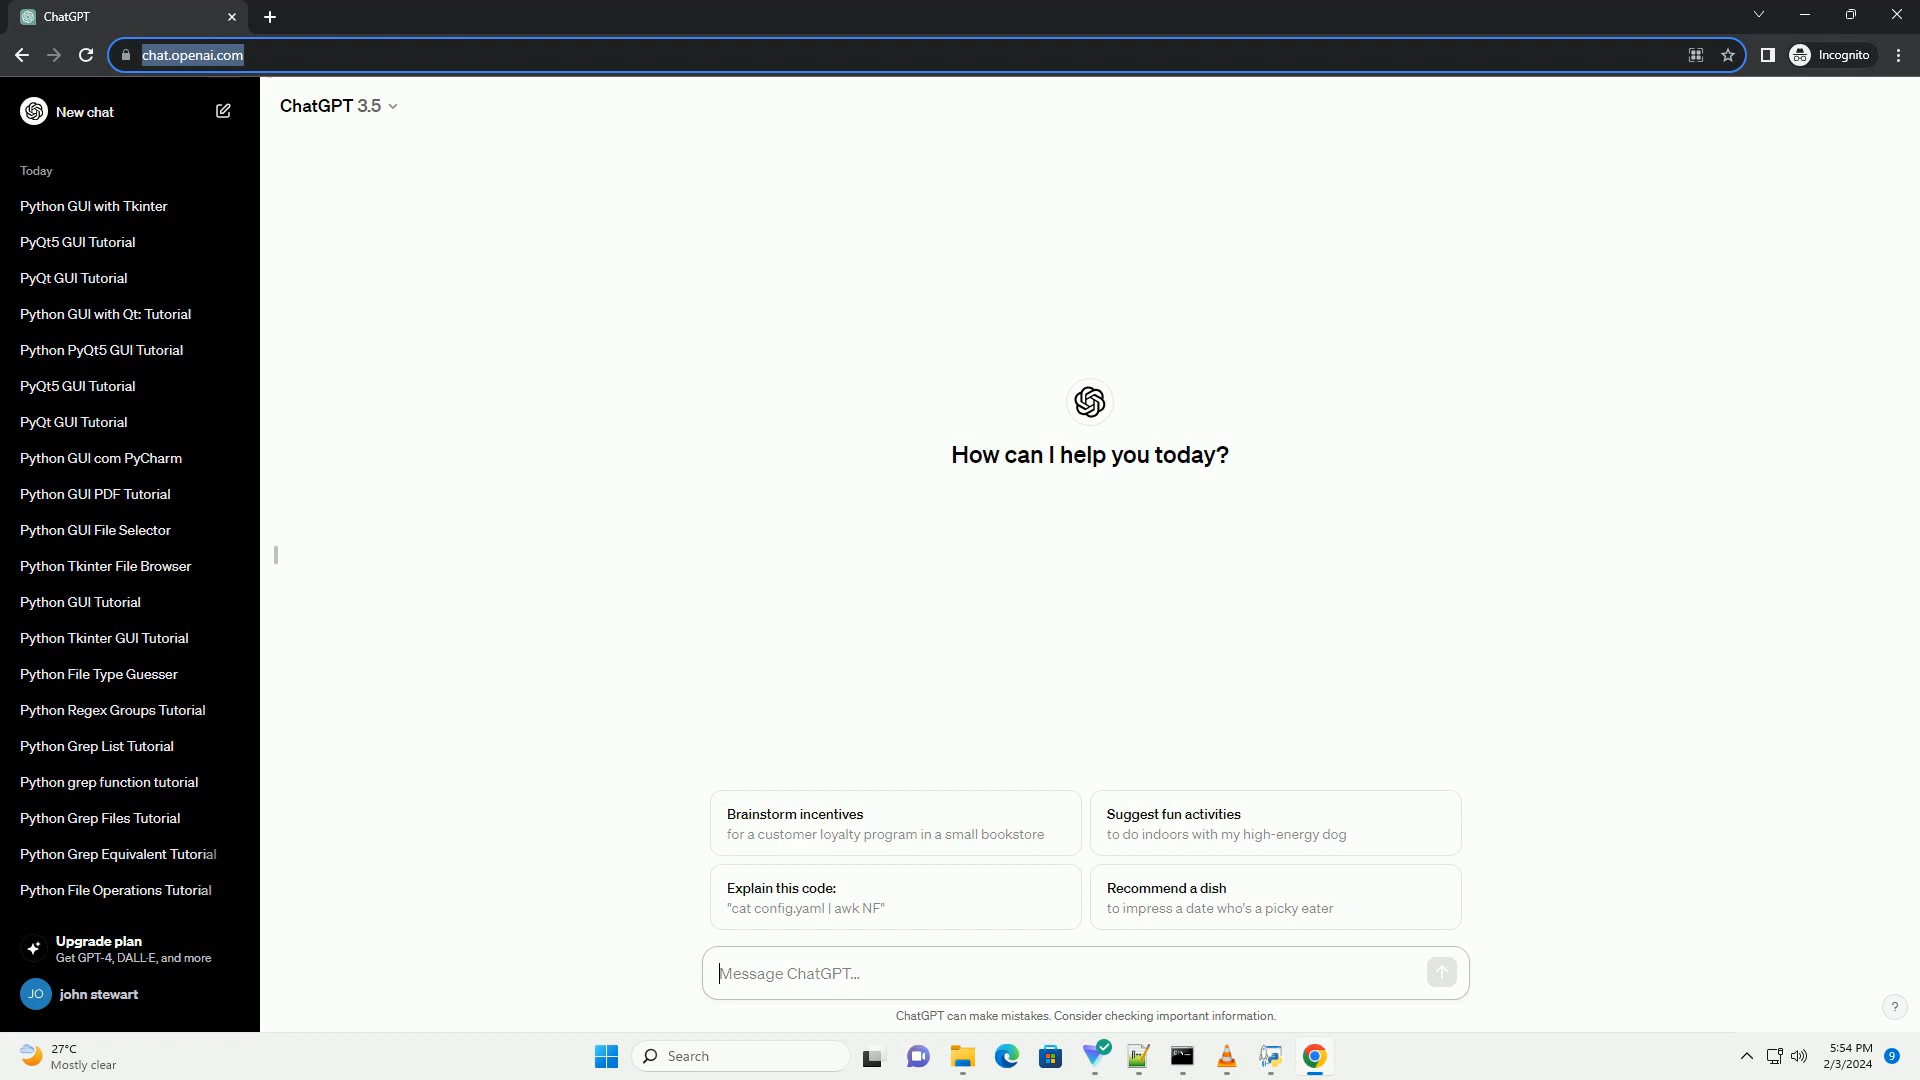 ChatGPT
chat.openai.com
Incognito
New chat
ChatGPT 3.5
Today
Python GUI with Tkinter
PyQt5 GUI Tutorial
PyQt GUI Tutorial
Python GUI with Qt: Tutorial
Python PyQt5 GUI Tutorial
PyQt5 GUI Tutorial
PyQt GUI Tutorial
Python GUI com PyCharm
Python GUI PDF Tutorial
Python GUI File Selector
Python Tkinter File Browser
Python GUI Tutorial
Python Tkinter GUI Tutorial
Python File Type Guesser
Python Regex Groups Tutorial
Python Grep List Tutorial
Python grep function tutorial
Python Grep Files Tutorial
Python Grep Equivalent Tutorial
Python File Operations Tutorial
Upgrade plan
Get GPT-4, DALL·E, and more
JO
john stewart
How can I help you today?
Brainstorm incentives
for a customer loyalty program in a small bookstore
Suggest fun activities
to do indoors with my high-energy dog
Explain this code:
"cat config.yaml | awk NF"
Recommend a dish
to impress a date who's a picky eater
Message ChatGPT...
ChatGPT can make mistakes. Consider checking important information.
?
27°C
Mostly clear
Search
5:54 PM
2/3/2024
9